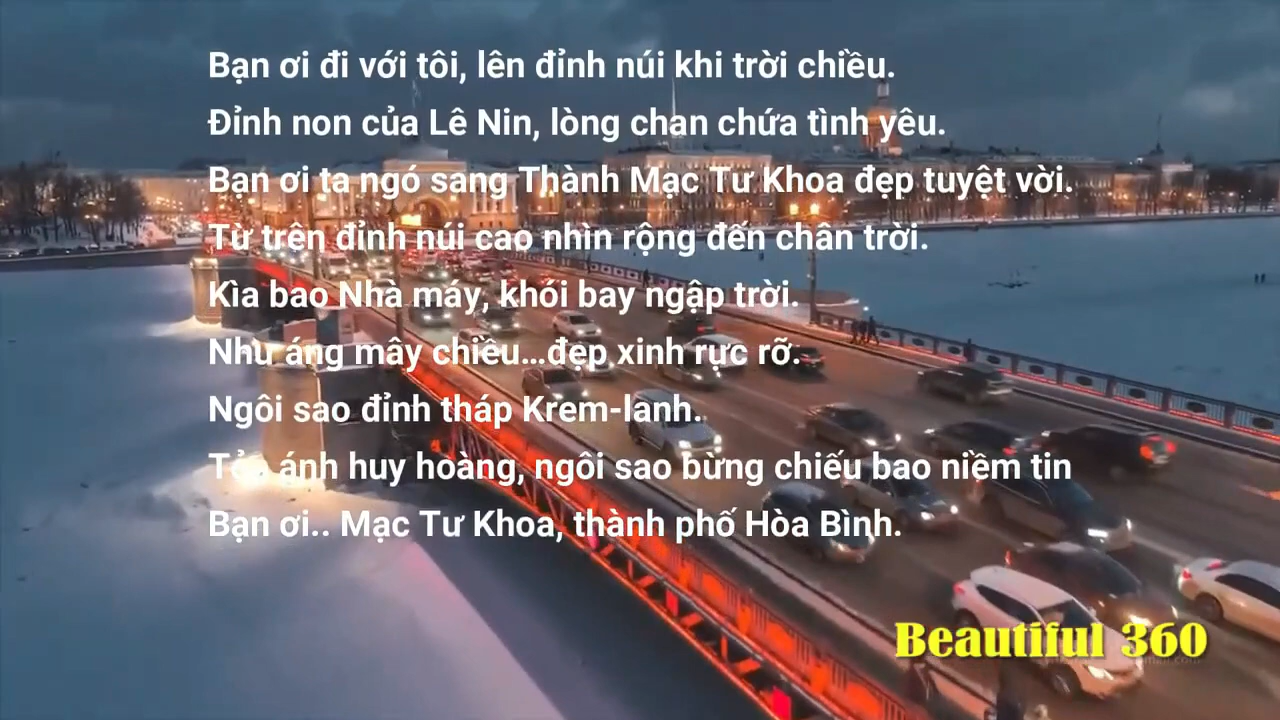 Bạn ơi đi với tôi, lên đỉnh núi khi trời chiều.
Đỉnh non của Lê Nin, lòng chan chứa tình yêu.
Bạn ơi ta ngó sang Thành Mạc Tư Khoa đẹp tuyệt vời.
Từ trên đỉnh núi cao nhìn rộng đến chân trời.
Kìa bao Nhà máy, khói bay ngập trời.
Như áng mây chiều...đẹp xinh rực rỡ.
Ngôi sao đỉnh tháp Krem-lanh.
Tỏa ánh huy hoàng, ngôi sao bừng chiếu bao niềm tin
Bạn ơi.. Mạc Tư Khoa, thành phố Hòa Bình.
Beautiful 360